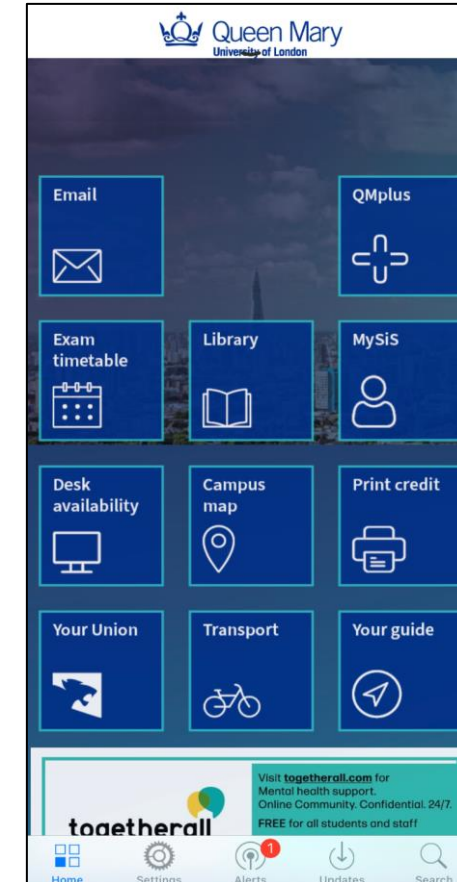 Queen Mary
University of London
Email
QMplus
Exam
timetable
Library
MySiS
Desk
availability
Campus
map
Print credit
Your Union
Transport
Your guide
togetherall
Visit togetherall.com for
Mental health support.
Online Community. Confidential. 24/7.
FREE for all students and staff
1
Home
Settings
Alerts
Updates
Search